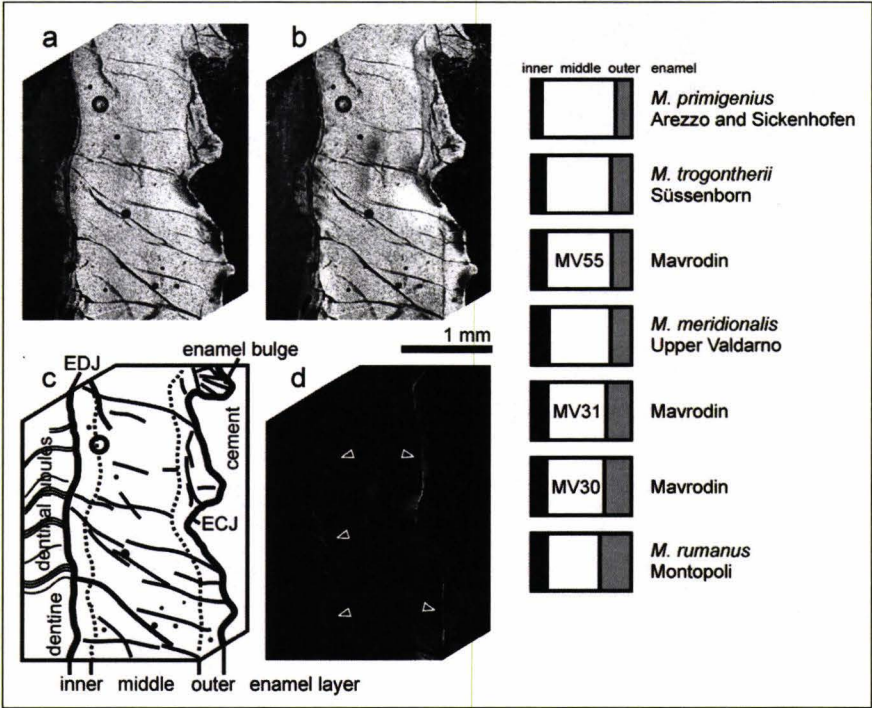 a
b
inner middle outer enamel
M. primigenius
Arezzo and Sickenhofen
M. trogontherii
Süssenborn
MV55
Mavrodin
M. meridionalis
Upper Valdarno
MV31
Mavrodin
MV30
Mavrodin
M. rumanus
Montopoli
1 mm
c
EDJ
enamel bulge
d
cement
dentinal tubules
ECJ
dentine
inner middle outer enamel layer